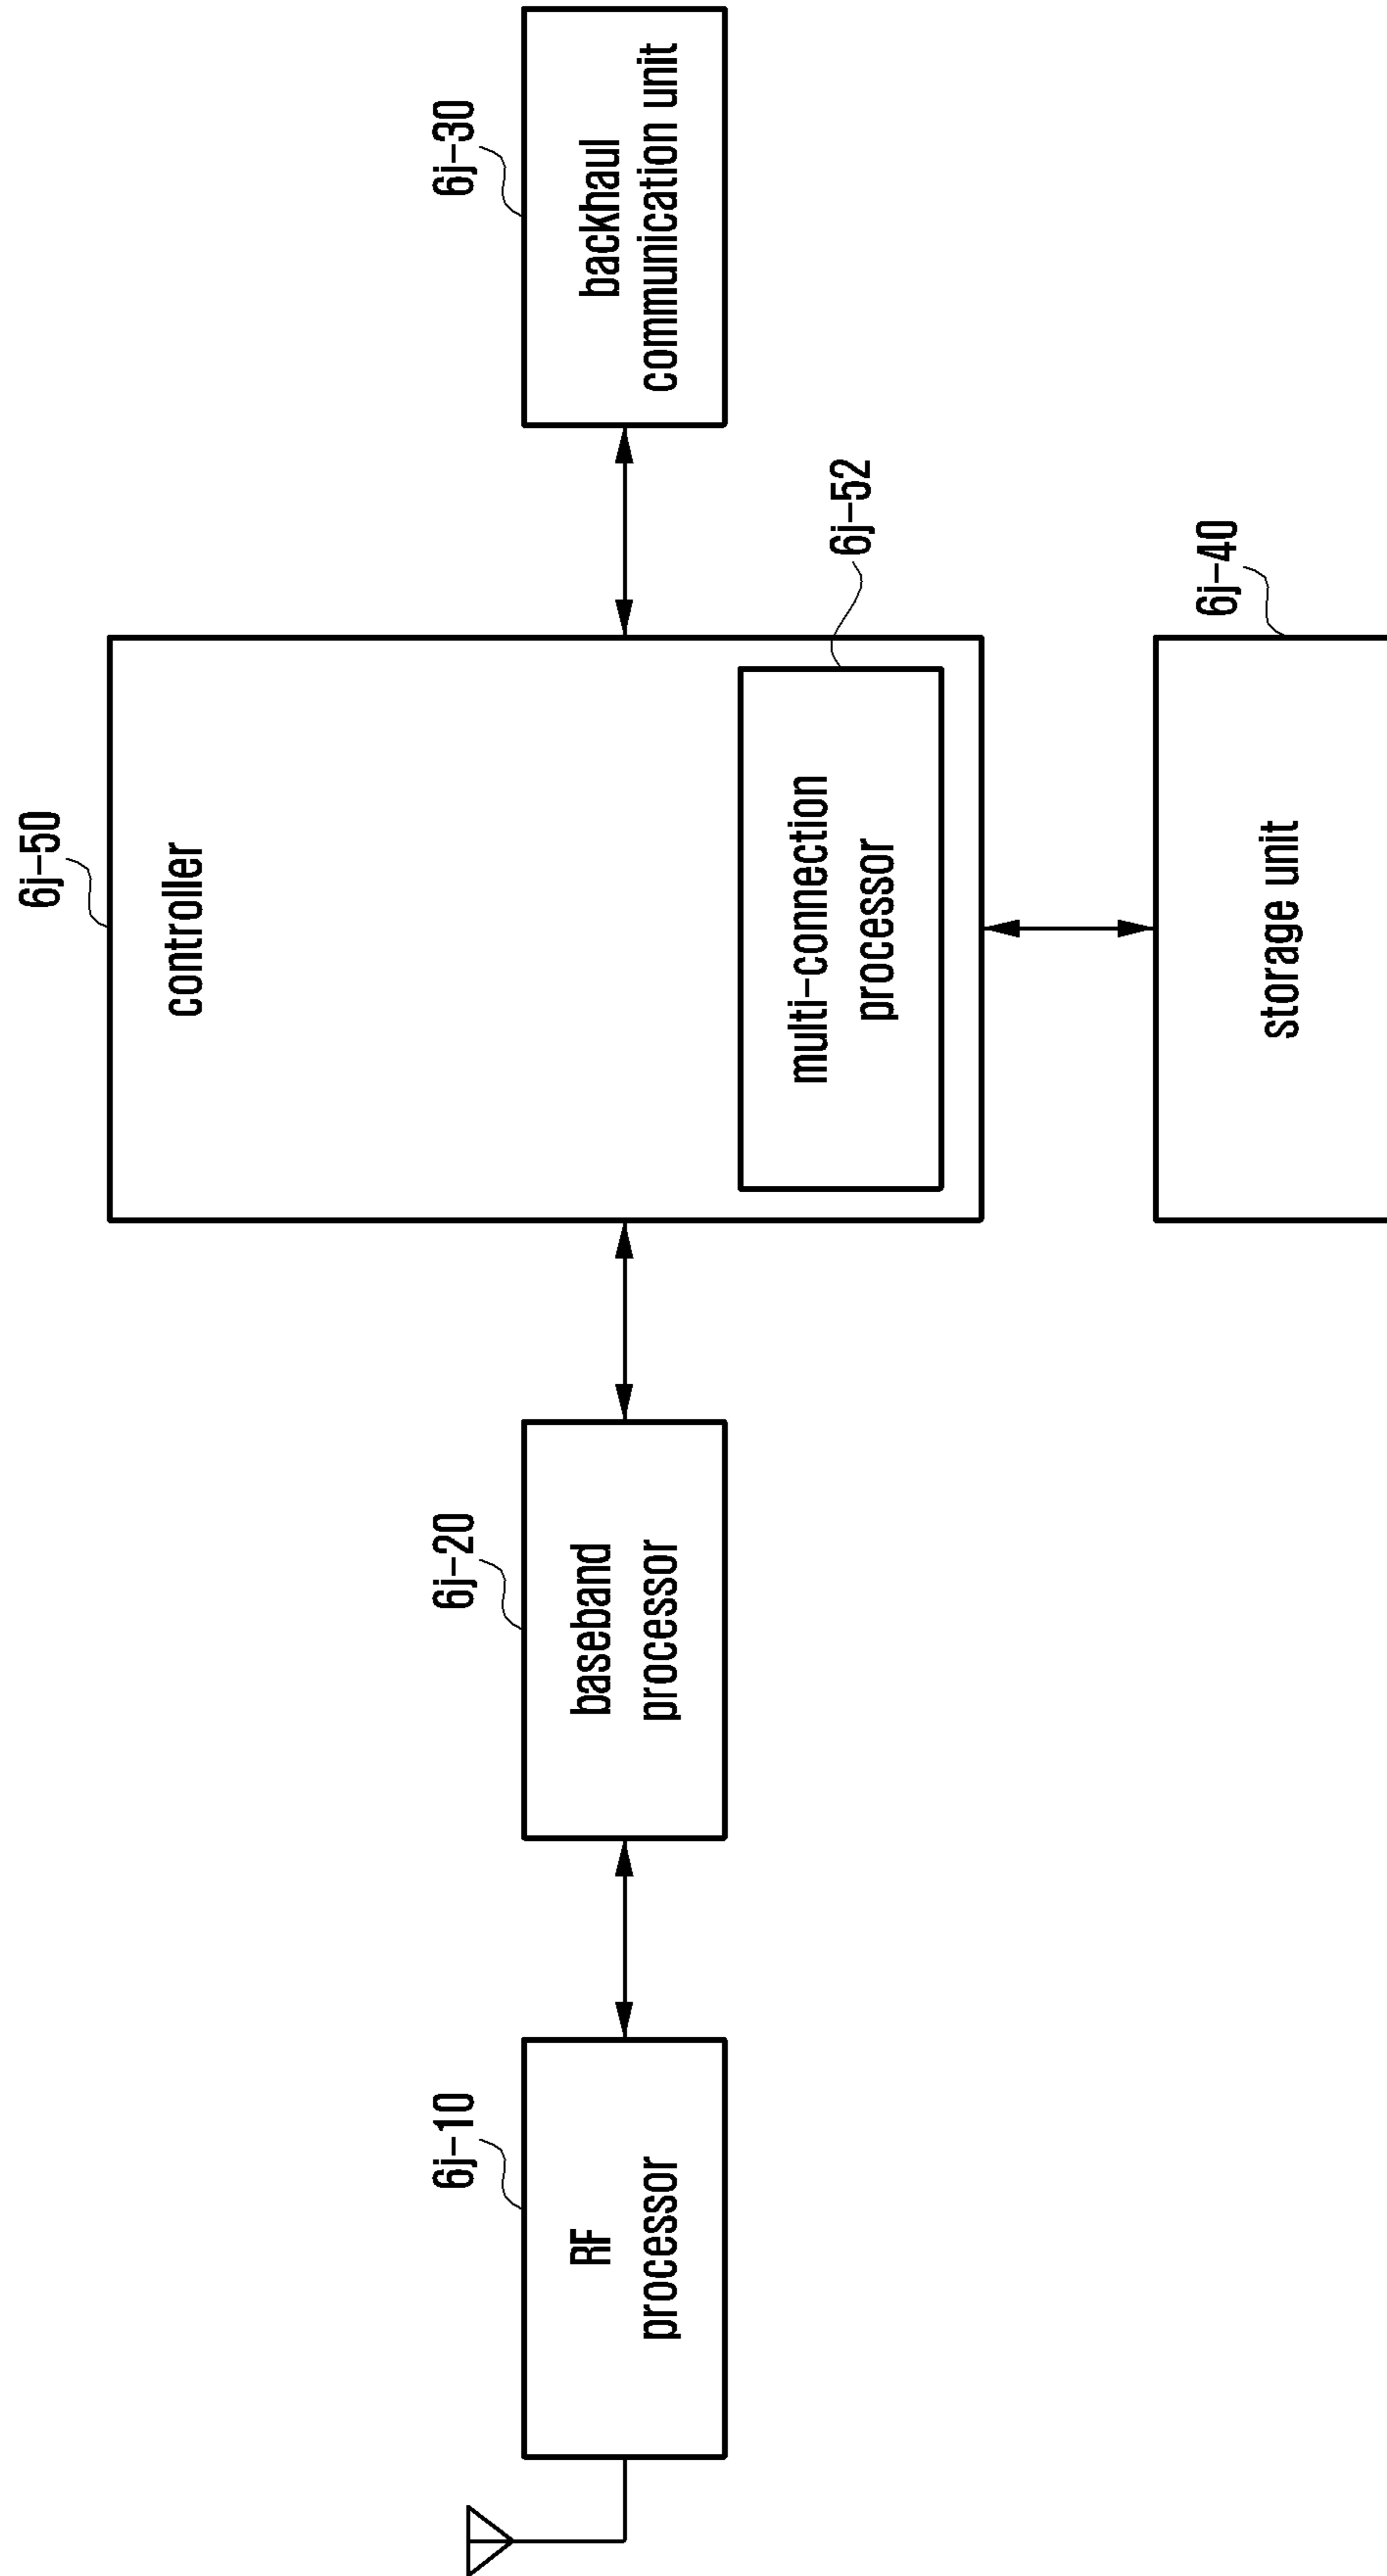 6j-50
controller
6j-10
RF
processor
6j-20
baseband
processor
6j-30
backhaul
communication unit
6j-52
multi-connection
processor
6j-40
storage unit